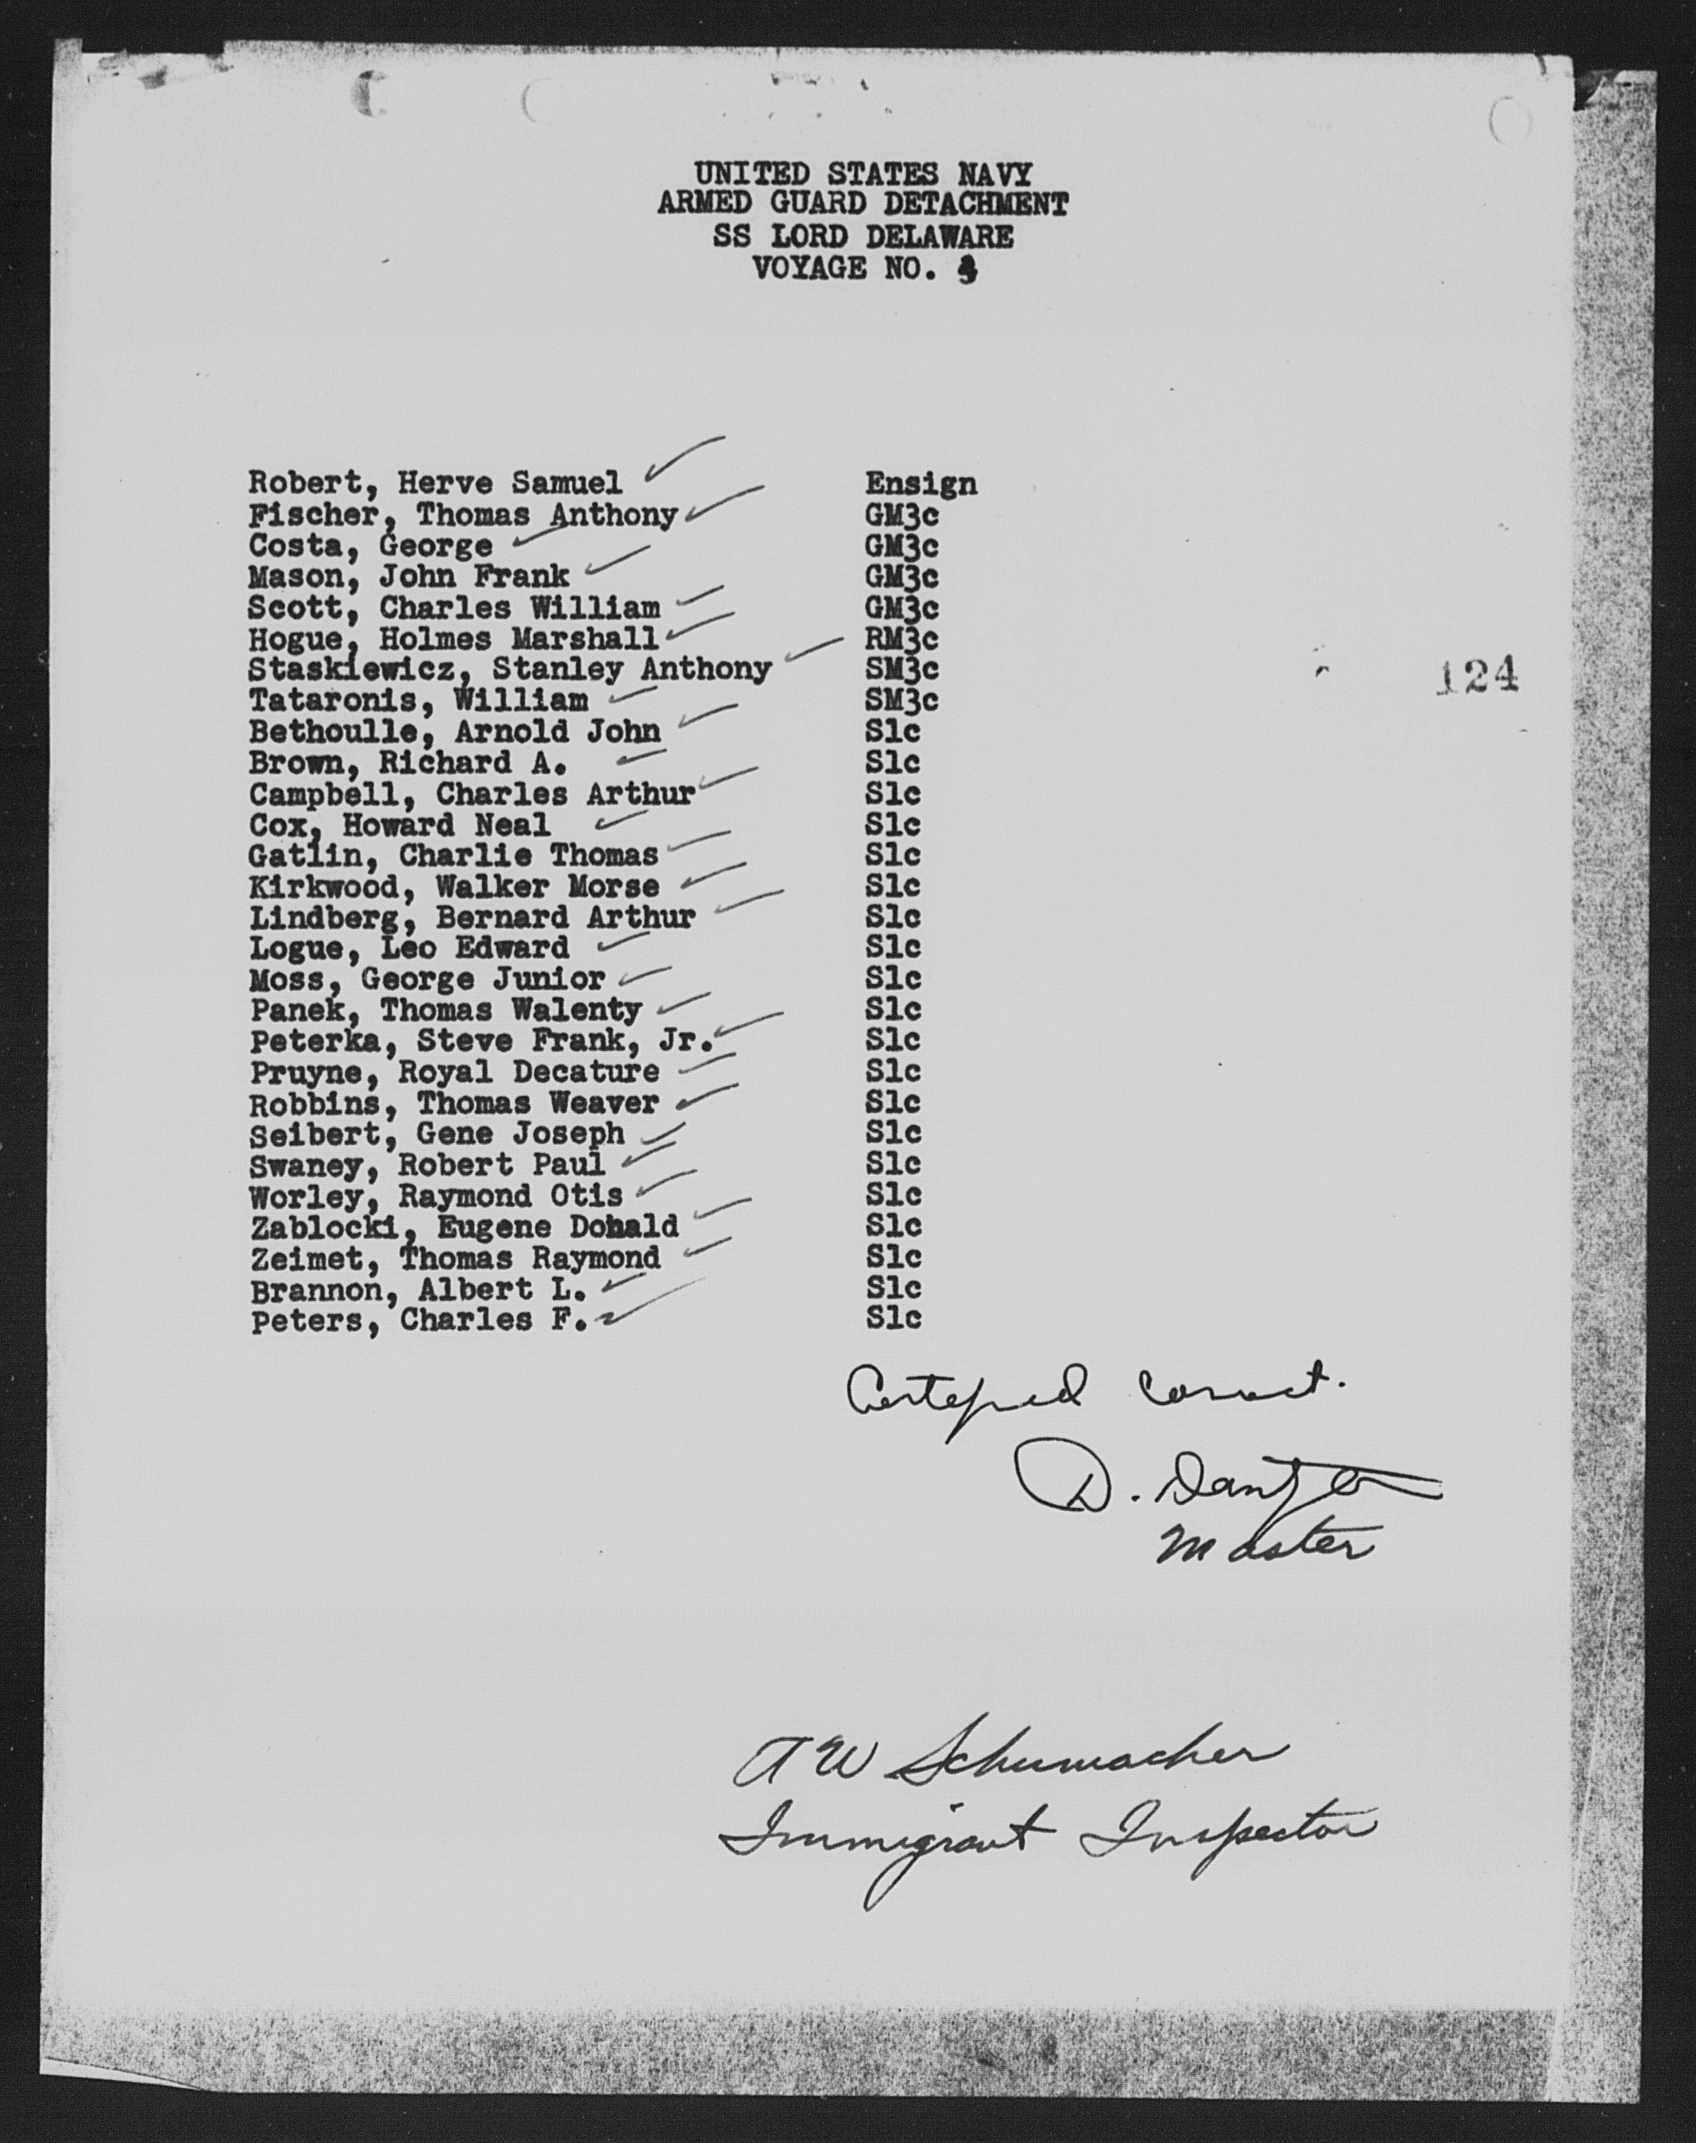 UNITED STATES NAVY
ARMED GUARD DETACHMENT
SS LORD DELAWARE
VOYAGE NO.
Robert, Herve Samuel Ensign
Fischer, Thomas Anthony GM3c
Costa, George GM3c
Mason, John Frank GM3c
Scott, Charles William GM3c
Hogue, Holmes Marshall RM3c
Staskiewicz, Stanley Anthony SM3c
Tataronis, William SM3c
124
Bethoulle, Arnold John S1c
Brown, Richard A. S1c
Campbell, Charles Arthur S1c
Cox, Howard Neal S1c
Gatlin, Charlie Thomas S1c
Kirkwood, Walker Morse S1c
Lindberg, Bernard Arthur S1c
Logue, Leo Edward S1c
Moss, George Junior S1c
Panek, Thomas Walenty S1c
Peterka, Steve Frank, Jr. S1c
Pruyne, Royal Decature S1c
Robbins, Thomas Weaver S1c
Seibert, Gene Joseph S1c
Swaney, Robert Paul S1c
Worley, Raymond Otis S1c
Zablocki, Eugene Donald S1c
Zeimet, Thomas Raymond S1c
Brannon, Albert L. S1c
Peters, Charles F. S1c
Certified Correct.
D.
Master
A W Schumacher
Immigrant Inspector